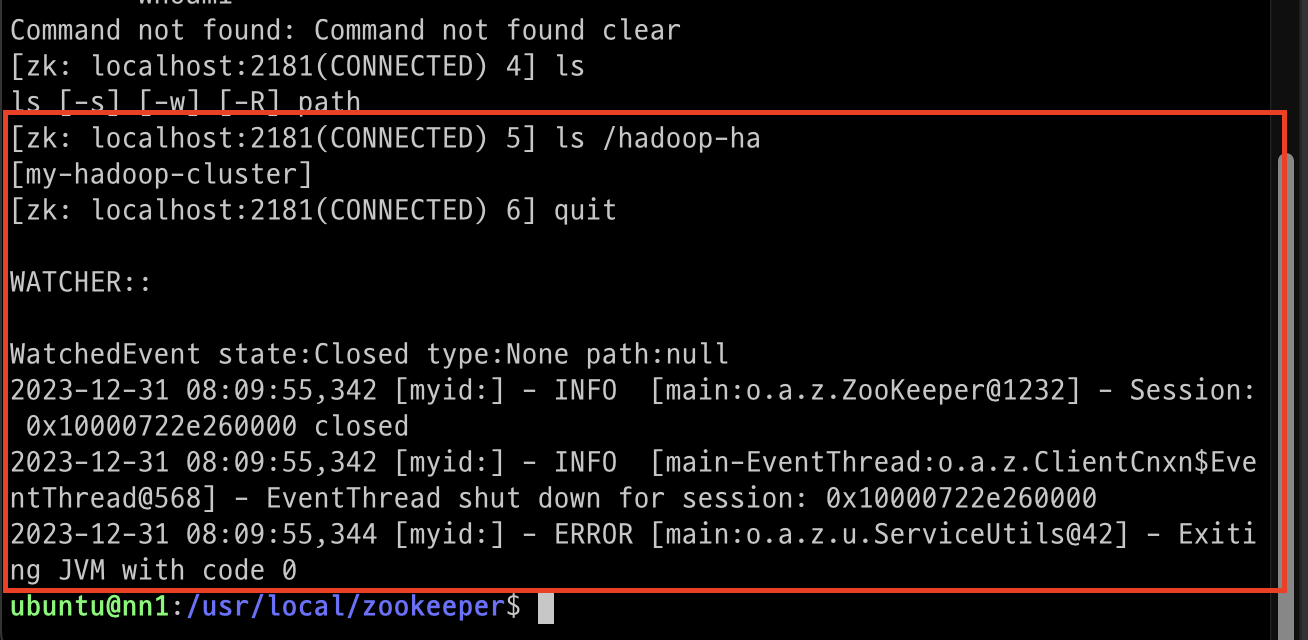 whoami
Command not found: Command not found clear
[zk: localhost:2181(CONNECTED) 4] ls
ls [-s] [-w] [-R] path
[zk: localhost:2181(CONNECTED) 5] ls /hadoop-ha
[my-hadoop-cluster]
[zk: localhost:2181(CONNECTED) 6] quit
WATCHER::
WatchedEvent state:Closed type:None path:null
2023-12-31 08:09:55,342 [myid:] - INFO  [main:o.a.z.ZooKeeper@1232] - Session:
 0x10000722e260000 closed
2023-12-31 08:09:55,342 [myid:] - INFO  [main-EventThread:o.a.z.ClientCnxn$Eve
ntThread@568] - EventThread shut down for session: 0x10000722e260000
2023-12-31 08:09:55,344 [myid:] - ERROR [main:o.a.z.u.ServiceUtils@42] - Exiti
ng JVM with code 0
ubuntu@nn1:/usr/local/zookeeper$